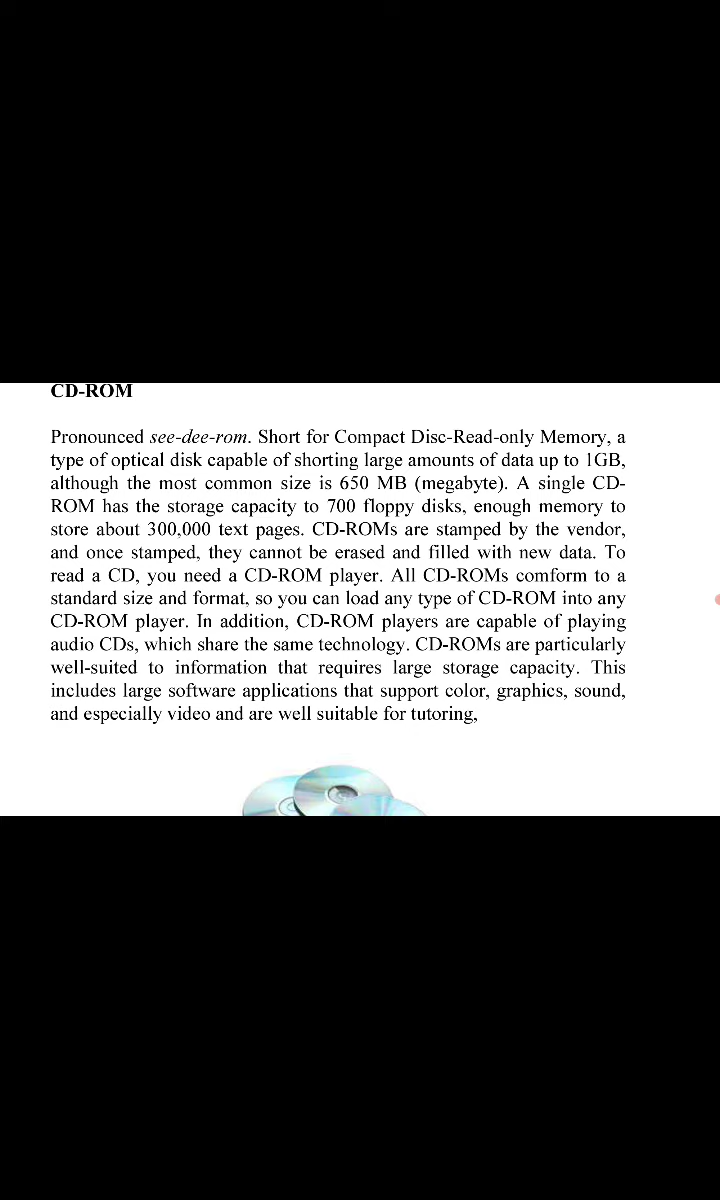 CD-ROM
Pronounced see-dee-rom. Short for Compact Disc-Read-only Memory, a
type of optical disk capable of shorting large amounts of data up to 1GB,
although the most common size is 650 MB (megabyte). A single CD-
ROM has the storage capacity to 700 floppy disks, enough memory to
store about 300,000 text pages. CD-ROMs are stamped by the vendor,
and once stamped, they cannot be erased and filled with new data. To
read a CD, you need a CD-ROM player. All CD-ROMs comform to a
standard size and format, so you can load any type of CD-ROM into any
CD-ROM player. In addition, CD-ROM players are capable of playing
audio CDs, which share the same technology. CD-ROMs are particularly
well-suited to information that requires large storage capacity. This
includes large software applications that support color, graphics, sound,
and especially video and are well suitable for tutoring,